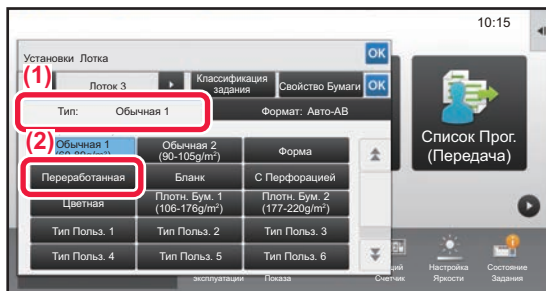 10:15
Установки Лотка
OK
(1)
Лоток 3
Классификация
задания
Свойство Бумаги
OK
Тип: Обычная 1
Формат: Авто-AB
(2)
Обычная 1
Обычная 2
(90-105g/m²)
Форма
Переработанная
Бланк
С Перфорацией
Цветная
Плотн. Бум. 1
(106-176g/m²)
Плотн. Бум. 2
(177-220g/m²)
Тип Польз. 1
Тип Польз. 2
Тип Польз. 3
Тип Польз. 4
Тип Польз. 5
Тип Польз. 6
Список Прог.
(Передача)
эксплуатации
Показа
Счетчик
Настройка
Яркости
Состояние
Задания